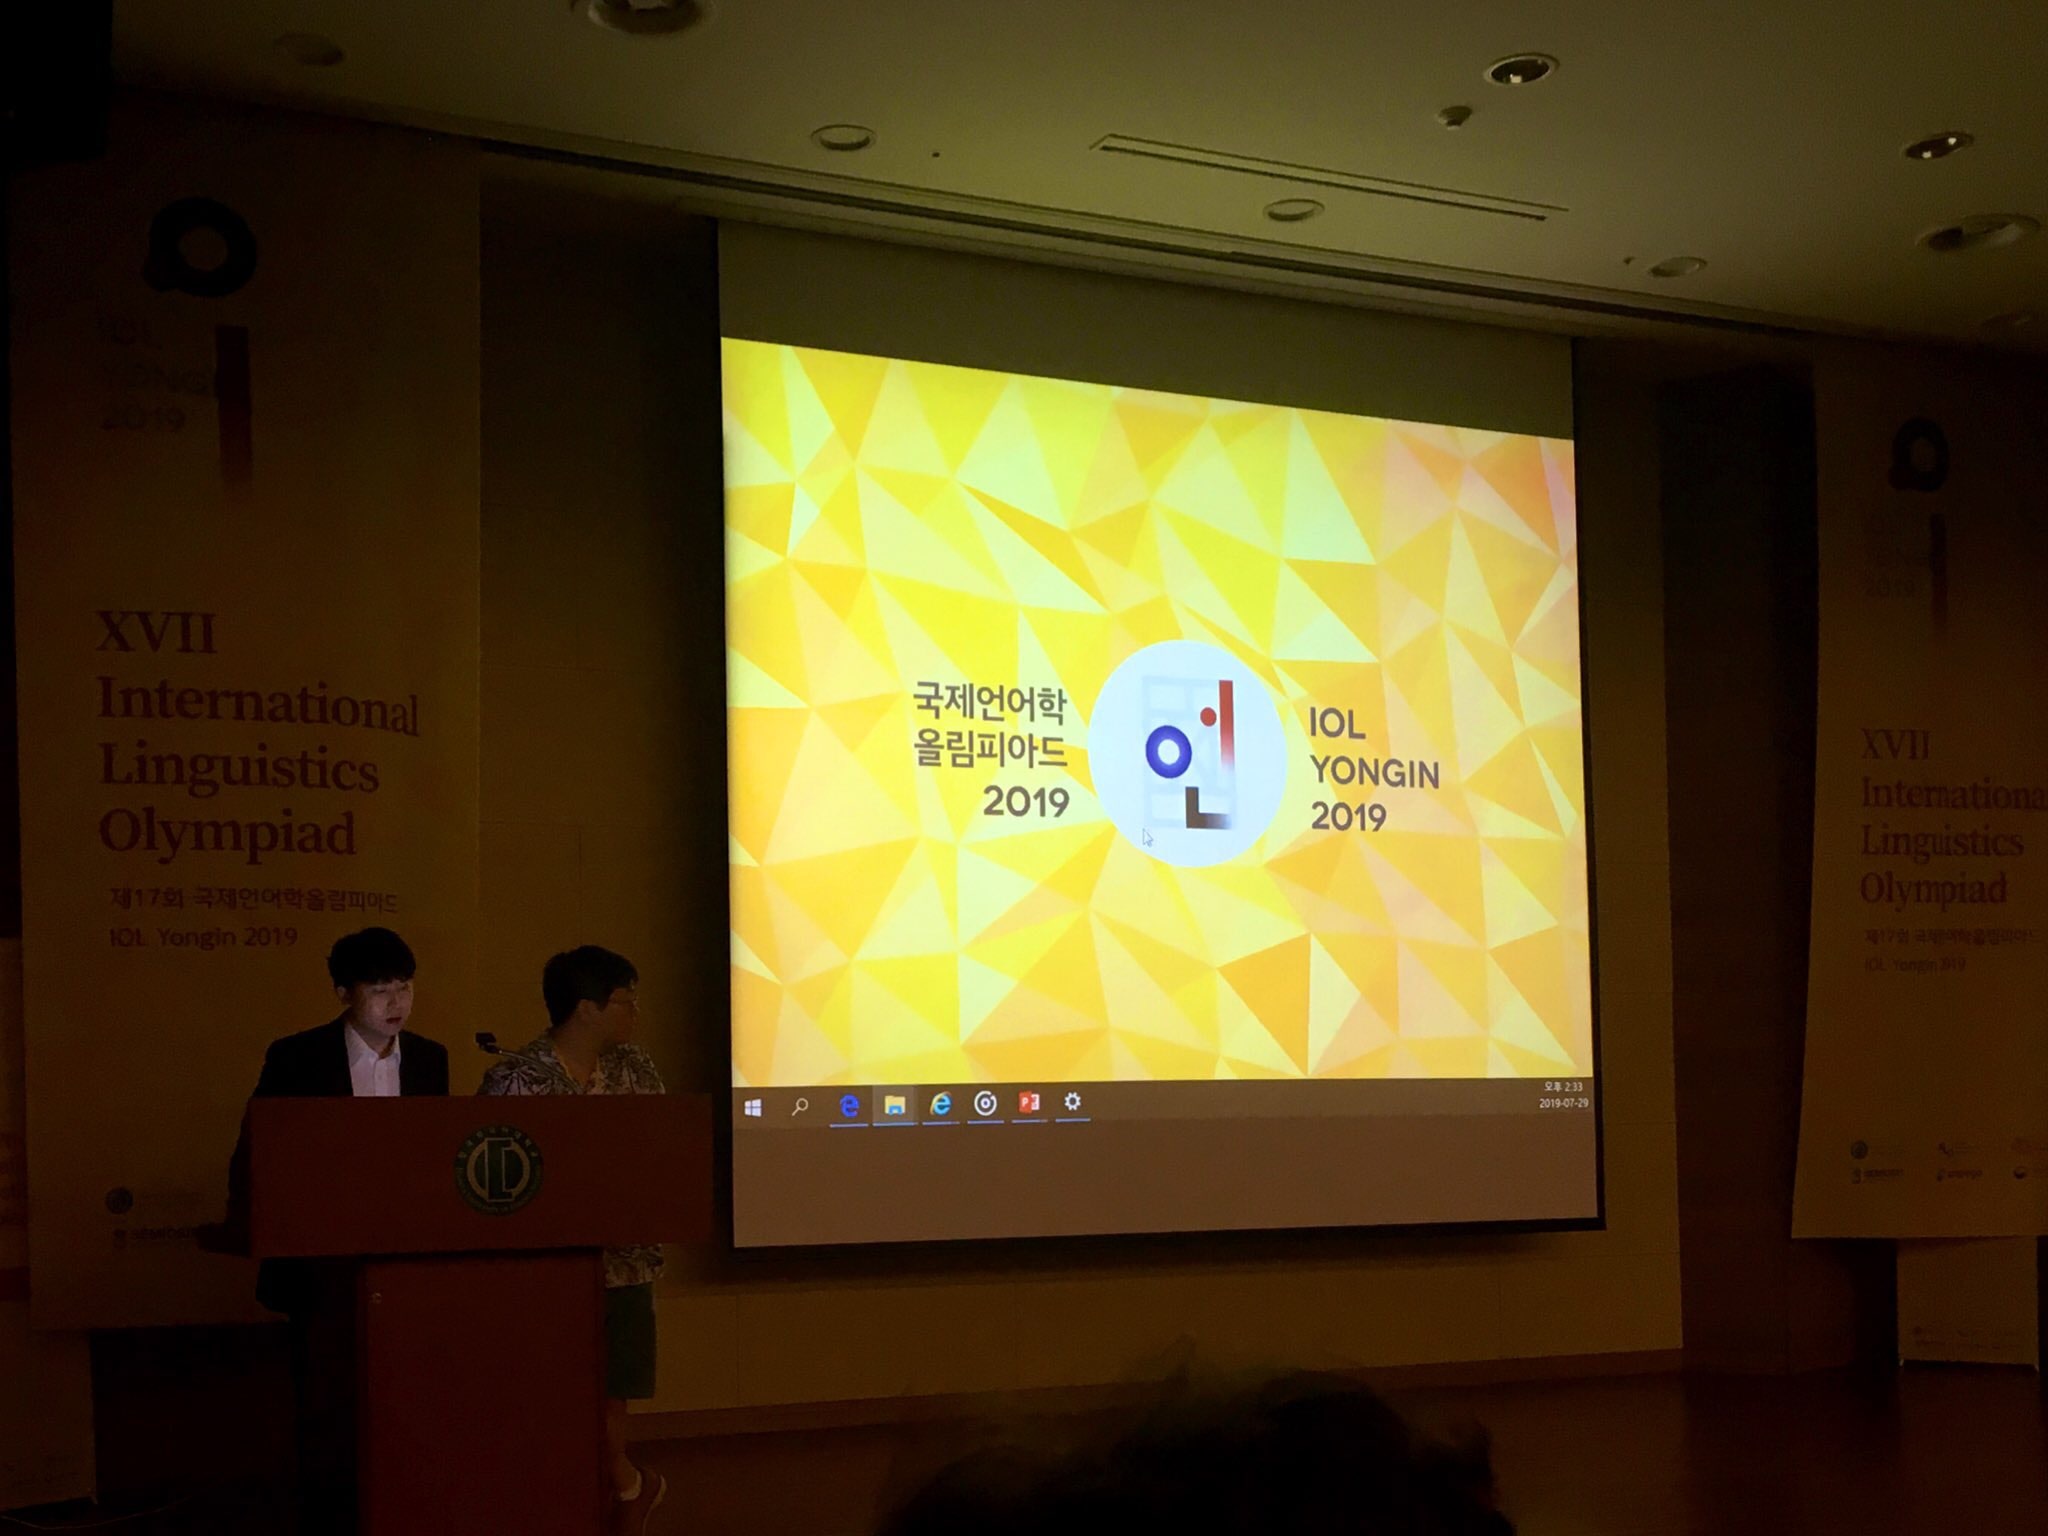 IOL
YONGIN
2019
XVII
International
Linguistics
Olympiad
제17회 국제언어학올림피아드
IOL Yongin 2019
국제언어학
올림피아드
2019
언
IOL
YONGIN
2019
오후 2:33
2019-07-29
2019
XVII
International
Linguistics
Olympiad
제17회 국제언어학올림피아드
IOL Yongin 2019